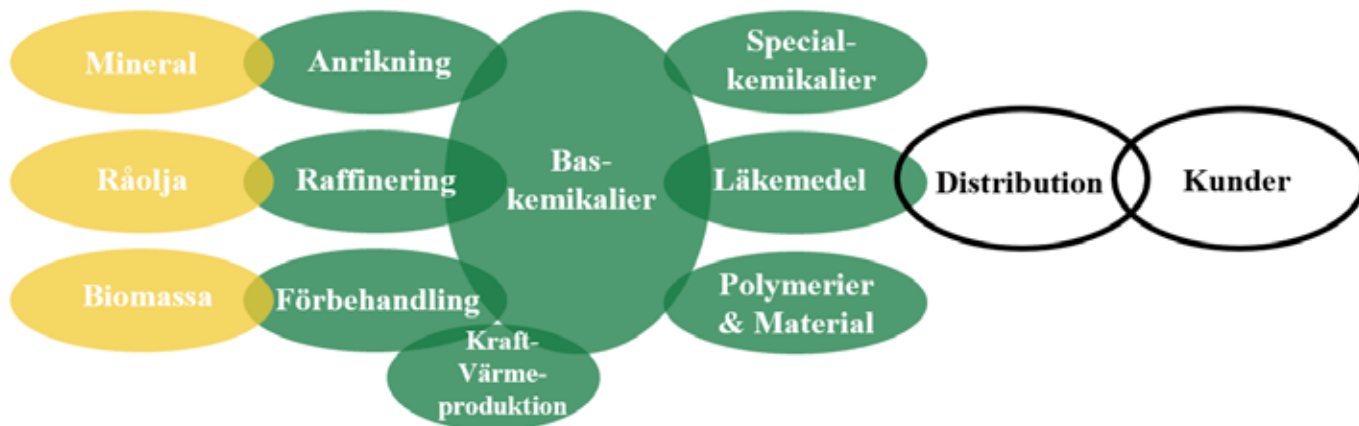 Mineral
Anrikning
Special-
kemikalier
Råolja
Raffinering
Bas-
kemikalier
Läkemedel
Distribution
Kunder
Biomassa
Förbehandling
Polymerier
& Material
Kraft-
Värme-
produktion